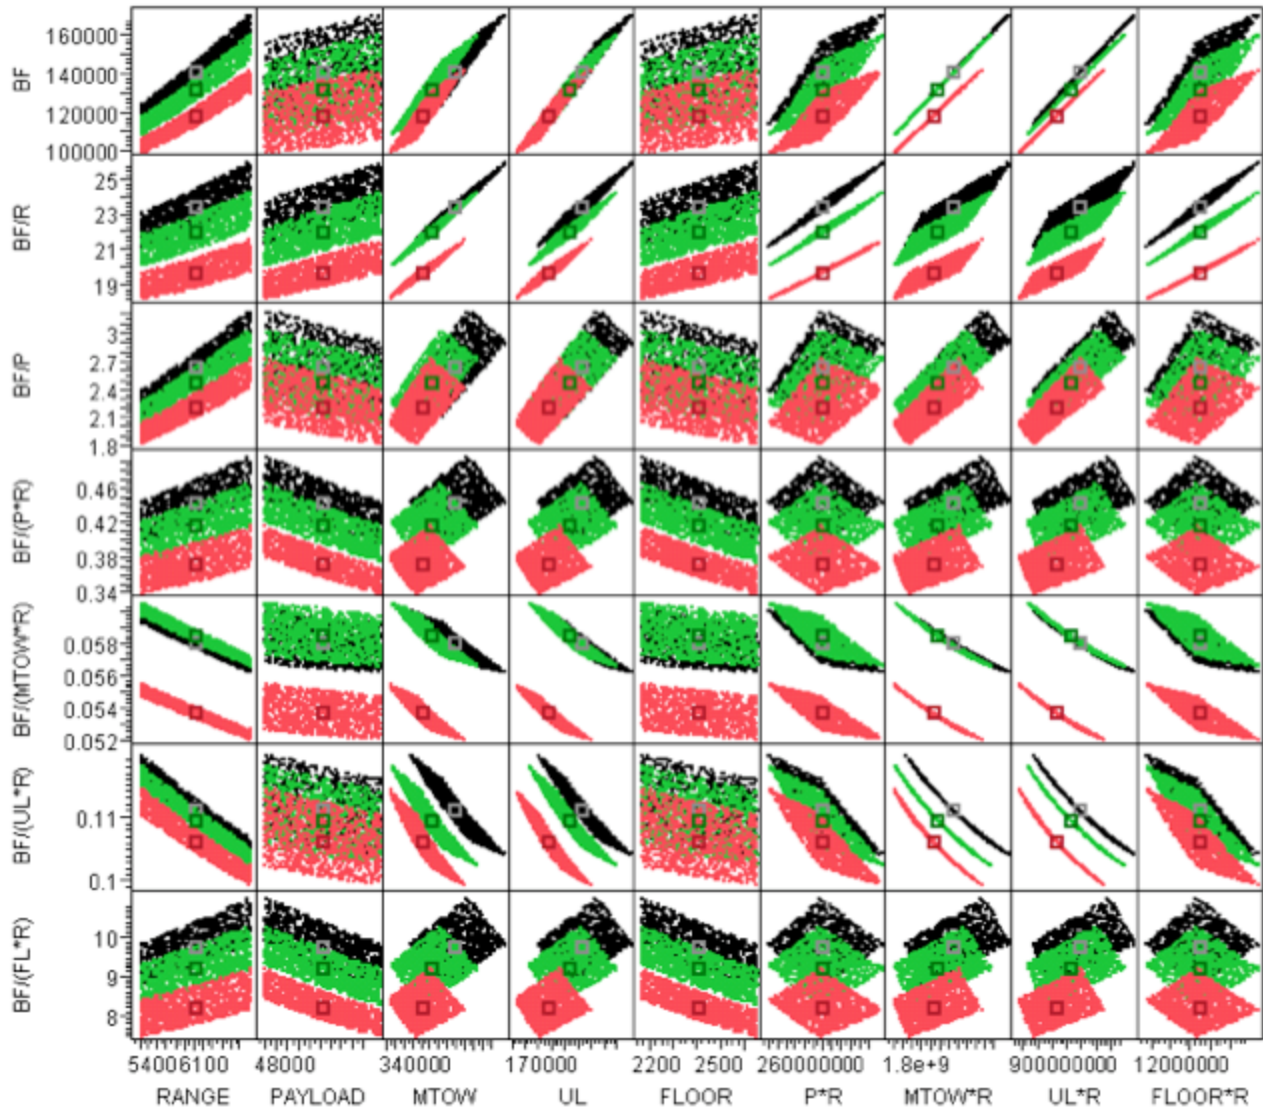 BF
160000
140000
120000
100000
BF/R
25
23
21
19
BF/P
3
2.7
2.4
2.1
1.8
BF/(P*R)
0.46
0.42
0.38
0.34
BF/(MTOW*R)
0.058
0.056
0.054
0.052
BF/(UL*R)
0.11
0.1
BF/(FL*R)
10
9
8
54006100 48000 340000 170000 2200 2500 2600000000 1.8e+9 900000000 12000000
RANGE PAYLOAD MTOW UL FLOOR P*R MTOW*R UL*R FLOOR*R